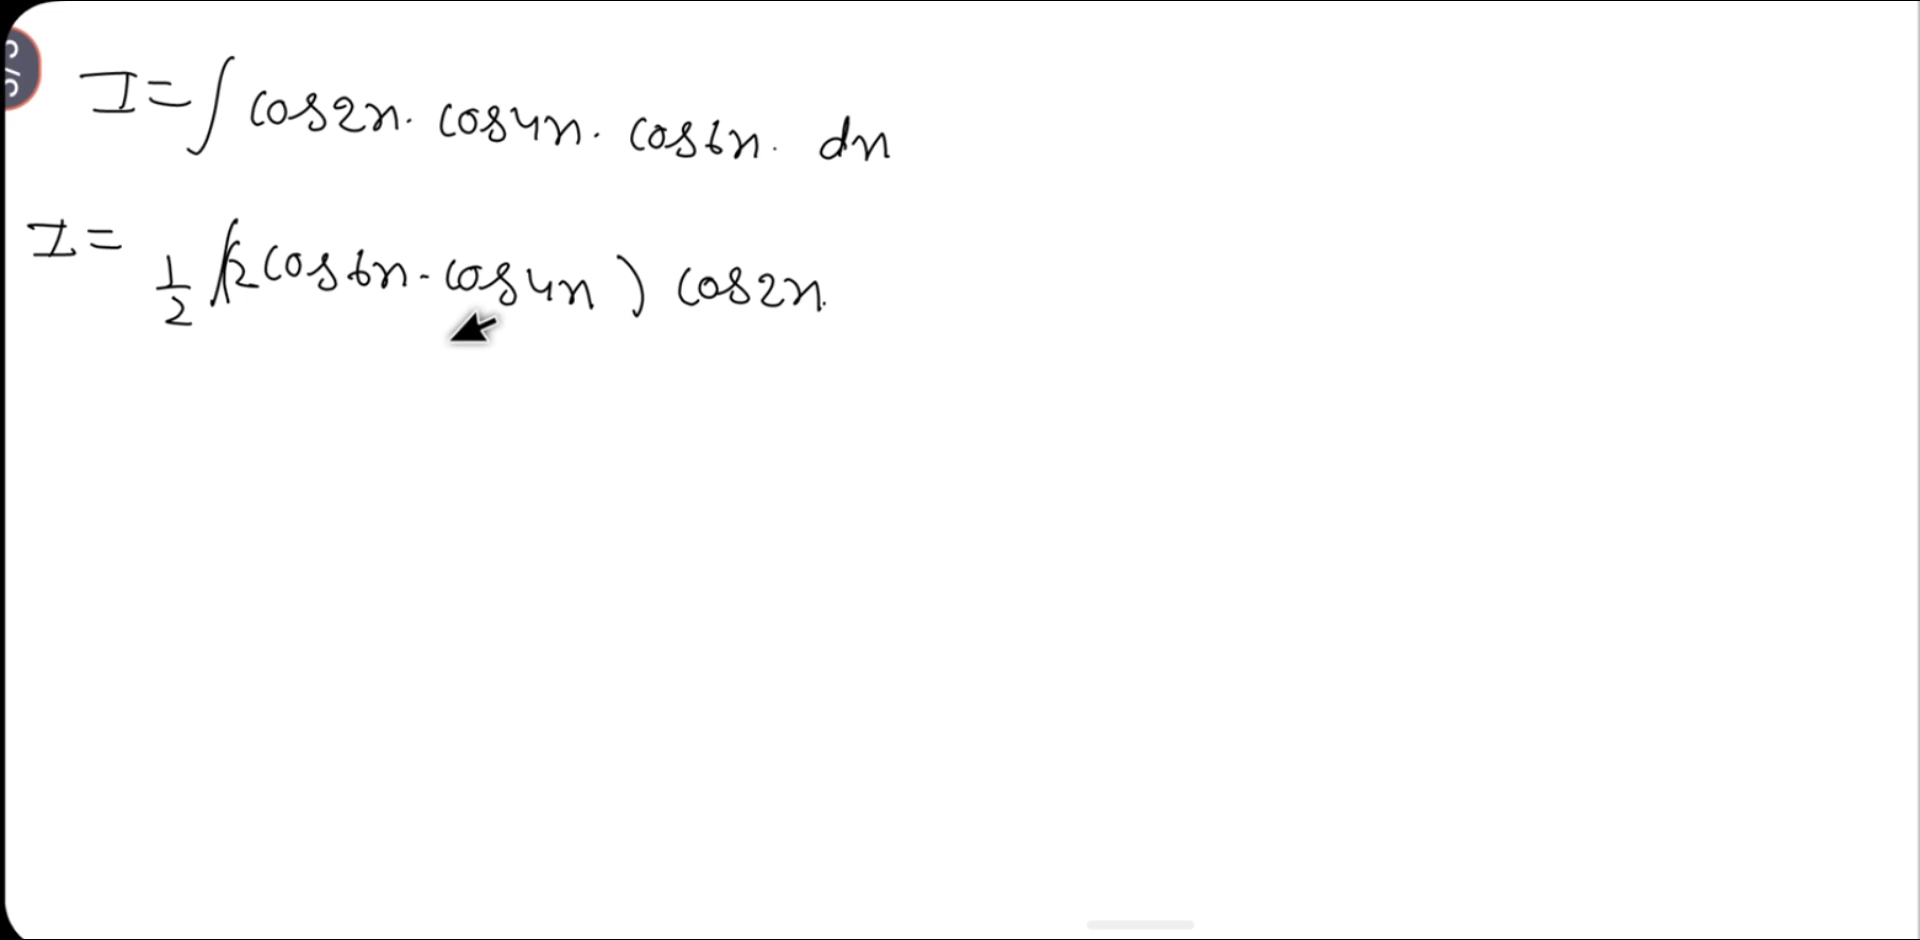 I = ∫ cos2x. cos4x. cos6x. dx
I = 1/2 ∫(2cos6x. cos4x) cos2x.